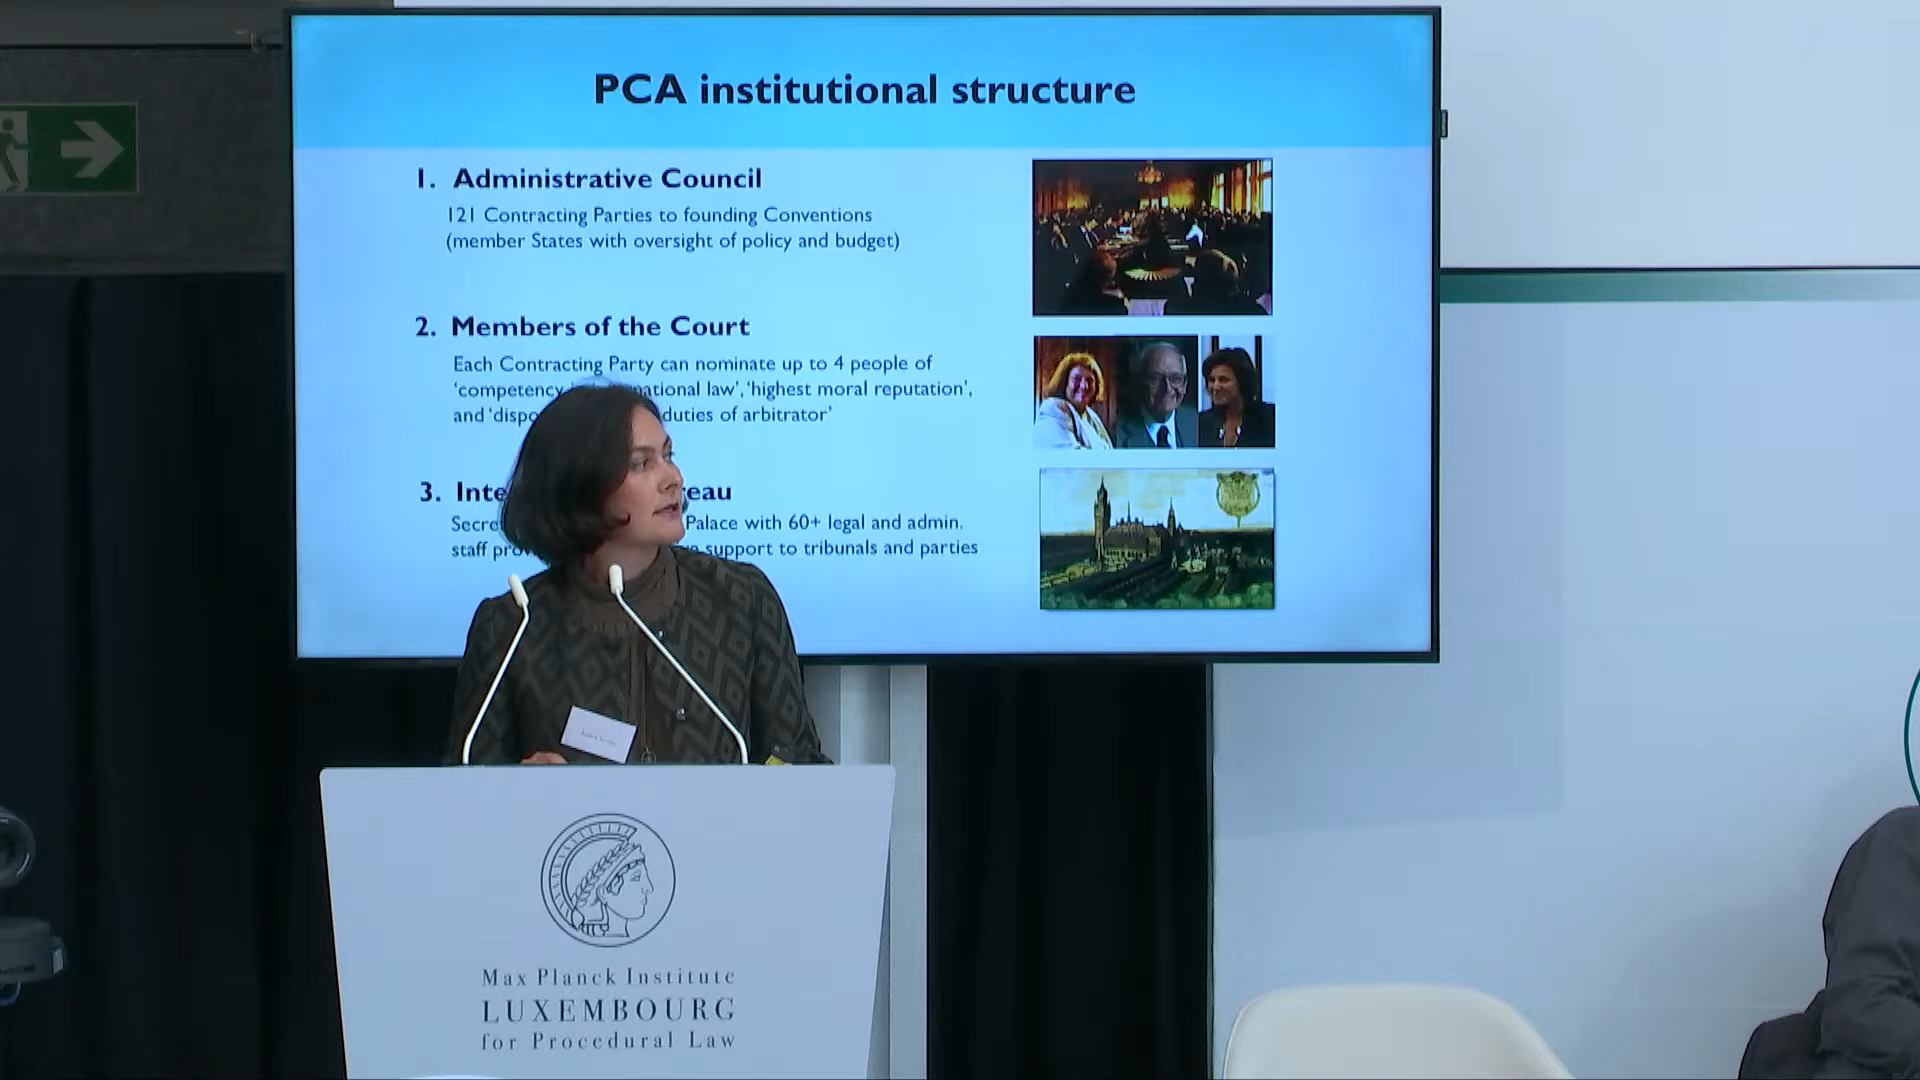 PCA institutional structure
1. Administrative Council
121 Contracting Parties to founding Conventions
(member States with oversight of policy and budget)
2. Members of the Court
Each Contracting Party can nominate up to 4 people of
‘competency national law’, ‘highest moral reputation’,
and ‘dispo duties of arbitrator’
3. Inte eau
Secre Palace with 60+ legal and admin.
staff pro support to tribunals and parties
Max Planck Institute
LUXEMBOURG
for Procedural Law